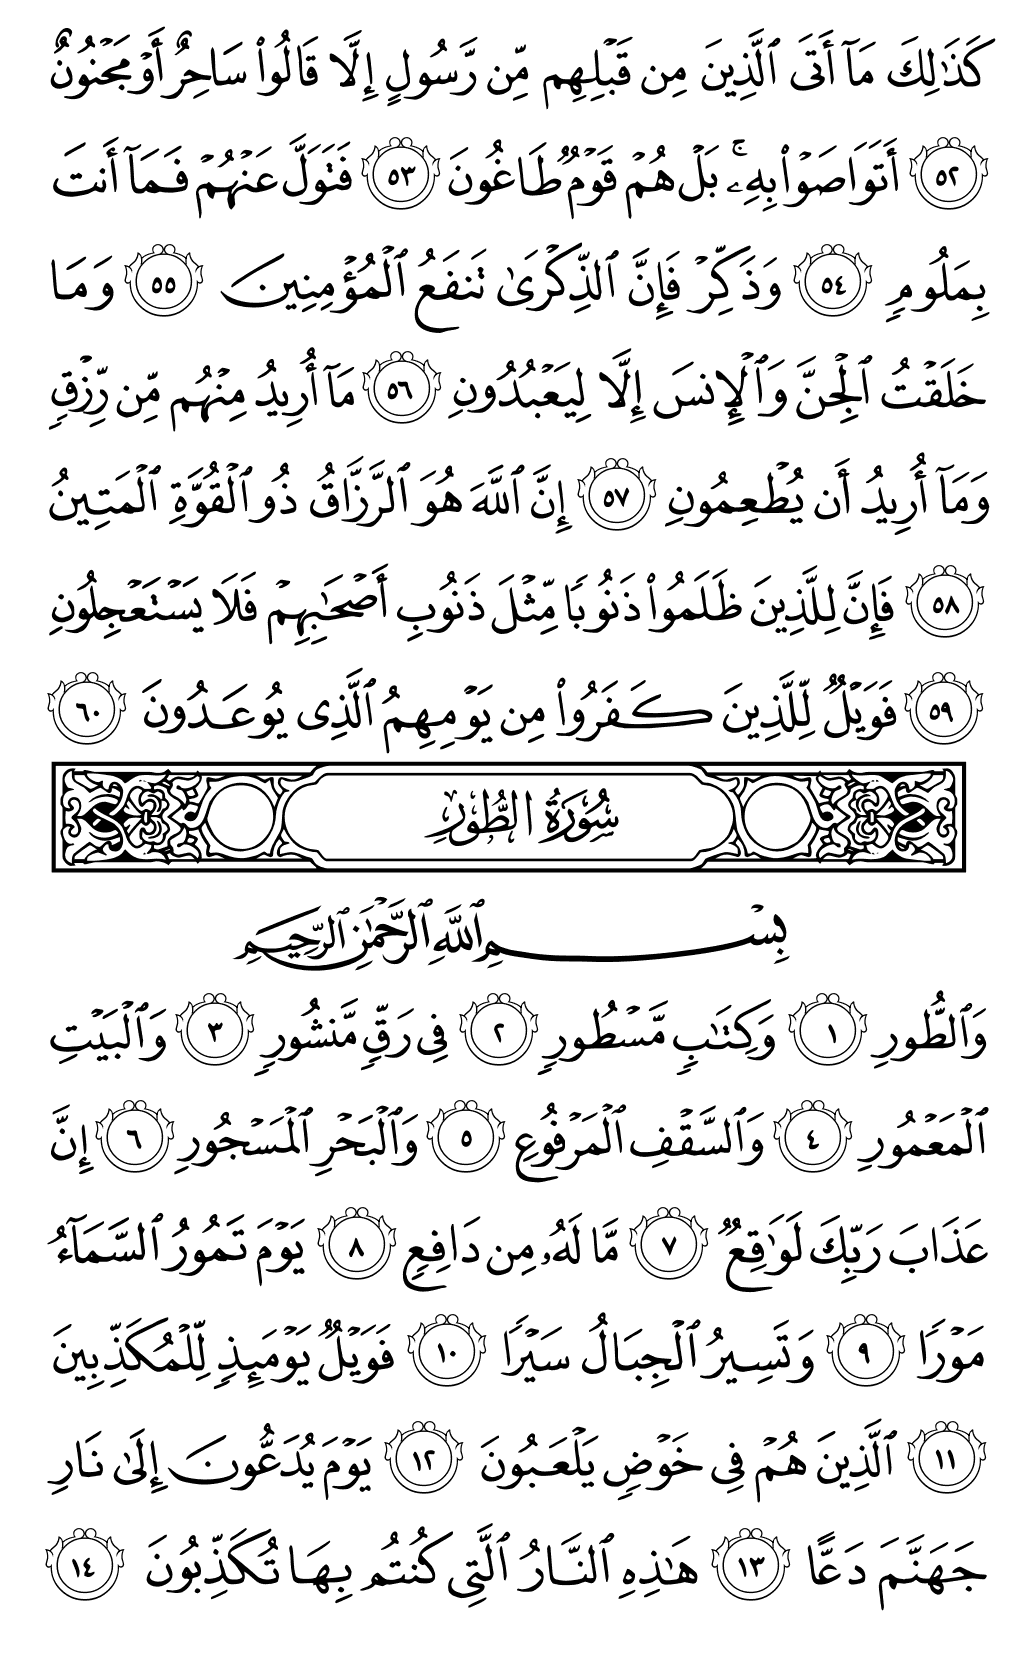 كَذَٰلِكَ مَآ أَتَى ٱلَّذِينَ مِن قَبۡلِهِم مِّن رَّسُولٍ إِلَّا قَالُوا۟ سَاحِرٌ أَوۡ مَجۡنُونٌ
٥٢ أَتَوَاصَوۡا۟ بِهِۦۚ بَلۡ هُمۡ قَوۡمٌ طَاغُونَ ٥٣ فَتَوَلَّ عَنۡهُمۡ فَمَآ أَنتَ
بِمَلُومٍ ٥٤ وَذَكِّرۡ فَإِنَّ ٱلذِّكۡرَىٰ تَنفَعُ ٱلۡمُؤۡمِنِينَ ٥٥ وَمَا
خَلَقۡتُ ٱلۡجِنَّ وَٱلۡإِنسَ إِلَّا لِيَعۡبُدُونِ ٥٦ مَآ أُرِيدُ مِنۡهُم مِّن رِّزۡقٍ
وَمَآ أُرِيدُ أَن يُطۡعِمُونِ ٥٧ إِنَّ ٱللَّهَ هُوَ ٱلرَّزَّاقُ ذُو ٱلۡقُوَّةِ ٱلۡمَتِينُ
٥٨ فَإِنَّ لِلَّذِينَ ظَلَمُوا۟ ذَنُوبًا مِّثۡلَ ذَنُوبِ أَصۡحَٰبِهِمۡ فَلَا يَسۡتَعۡجِلُونِ
٥٩ فَوَيۡلٌ لِّلَّذِينَ كَفَرُوا۟ مِن يَوۡمِهِمُ ٱلَّذِى يُوعَدُونَ ٦٠
سُورَةُ الطُّورِ
بِسۡمِ ٱللَّهِ ٱلرَّحۡمَٰنِ ٱلرَّحِيمِ
وَٱلطُّورِ ١ وَكِتَٰبٍ مَّسۡطُورٍ ٢ فِى رَقٍّ مَّنشُورٍ ٣ وَٱلۡبَيۡتِ
ٱلۡمَعۡمُورِ ٤ وَٱلسَّقۡفِ ٱلۡمَرۡفُوعِ ٥ وَٱلۡبَحۡرِ ٱلۡمَسۡجُورِ ٦ إِنَّ
عَذَابَ رَبِّكَ لَوَٰقِعٌ ٧ مَّا لَهُۥ مِن دَافِعٍ ٨ يَوۡمَ تَمُورُ ٱلسَّمَآءُ
مَوۡرًا ٩ وَتَسِيرُ ٱلۡجِبَالُ سَيۡرًا ١٠ فَوَيۡلٌ يَوۡمَئِذٍ لِّلۡمُكَذِّبِينَ
١١ ٱلَّذِينَ هُمۡ فِى خَوۡضٍ يَلۡعَبُونَ ١٢ يَوۡمَ يُدَعُّونَ إِلَىٰ نَارِ
جَهَنَّمَ دَعًّا ١٣ هَٰذِهِ ٱلنَّارُ ٱلَّتِى كُنتُم بِهَا تُكَذِّبُونَ ١٤